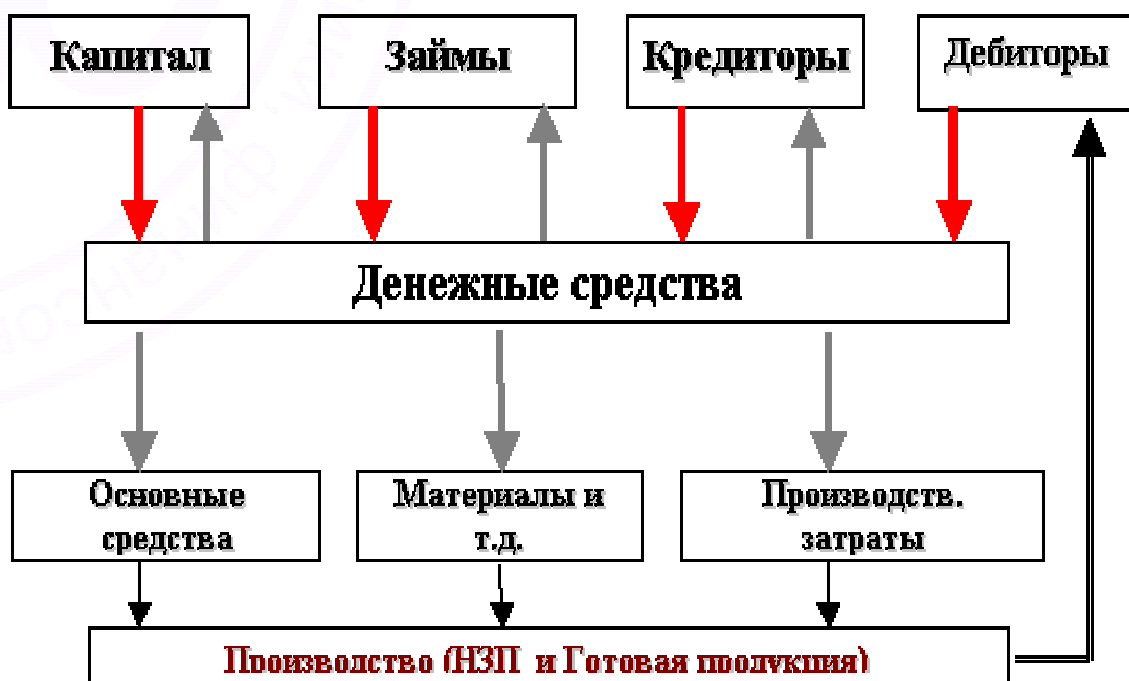 Капитал
Займы
Кредиторы
Дебиторы
Денежные средства
Основные
средства
Материалы и
т.д.
Производств.
затраты
Производство (НЗП и Готовая продукция)